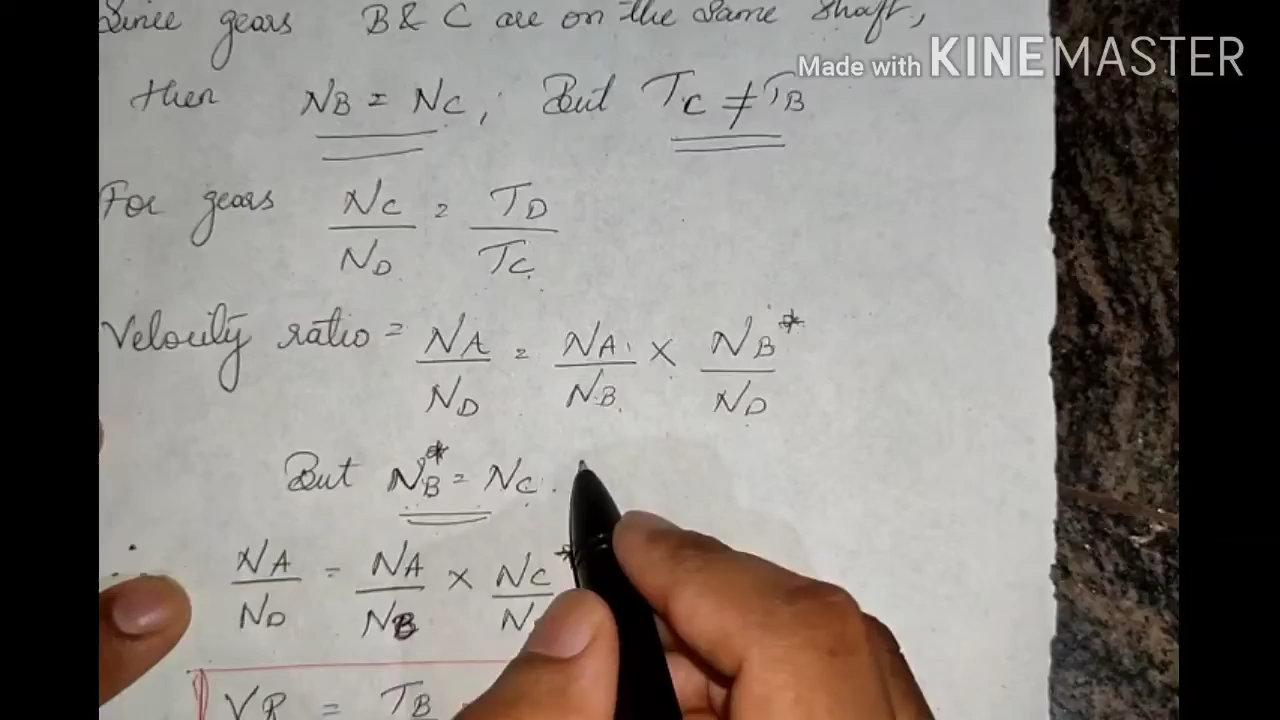 Since gears B & C are on the same shaft,
Made with KINEMASTER
then NB = NC, But TC ≠ TB
For gears NC/ND = TD/TC
Velocity ratio = NA/ND = NA/NB × NB*/ND
But NB* = NC.
NA/ND = NA/NB × NC*/N
VR = TB